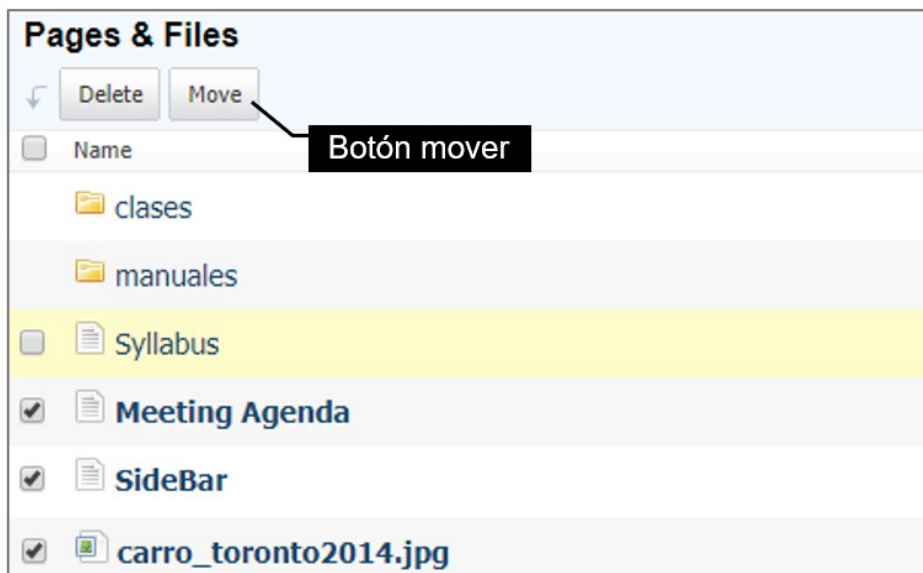 Pages & Files
Delete Move
Botón mover
Name
clases
manuales
Syllabus
Meeting Agenda
SideBar
carro_toronto2014.jpg